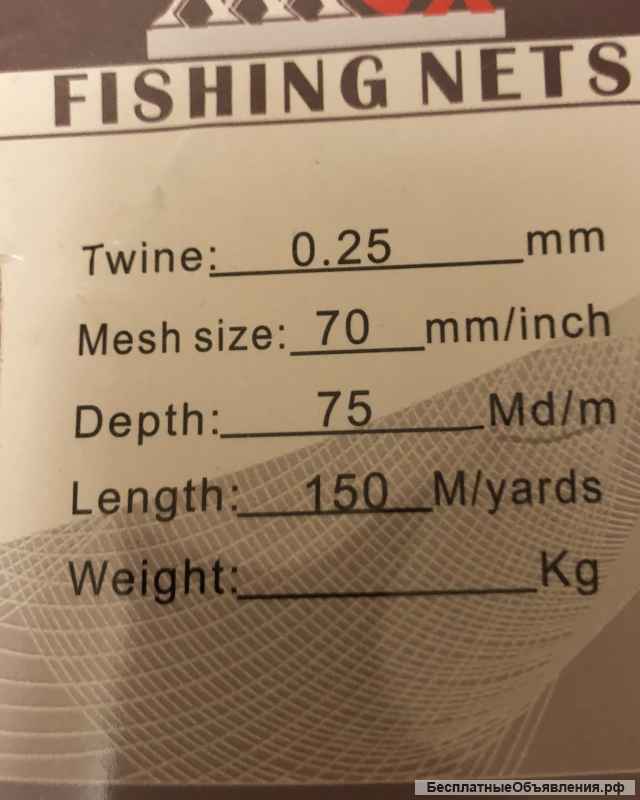 FISHING NETS
Twine: 0.25 mm
Mesh size: 70 mm/inch
Depth: 75 Md/m
Length: 150 M/yards
Weight: Kg
БесплатныеОбъявления.рф